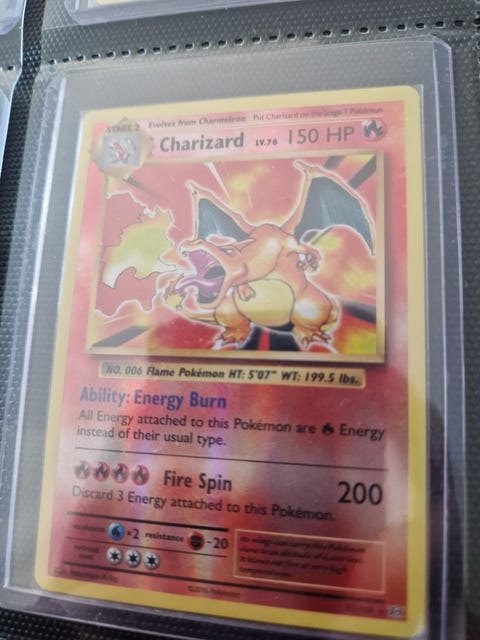 STAGE 2
Evolves from Charmeleon Put Charizard on the Stage 1 Pokémon
Charizard LV.76 150 HP
NO. 006 Flame Pokémon HT: 5'07" WT: 199.5 lbs.
Ability: Energy Burn
All Energy attached to this Pokémon are Energy
instead of their usual type.
Fire Spin 200
Discard 3 Energy attached to this Pokémon.
weakness ×2 resistance -20
retreat
cost
©2016 Pokémon